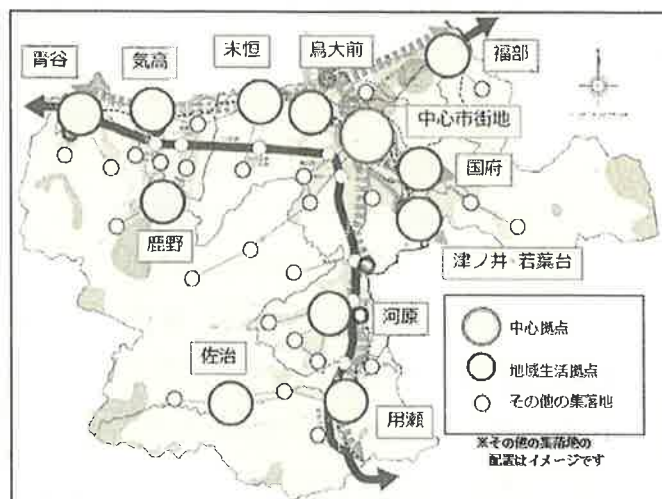 青谷
気高
末恒
鳥大前
福部
中心市街地
国府
鹿野
津ノ井・若葉台
河原
佐治
用瀬
中心拠点
地域生活拠点
その他の集落地
※その他の集落地の
配置はイメージです